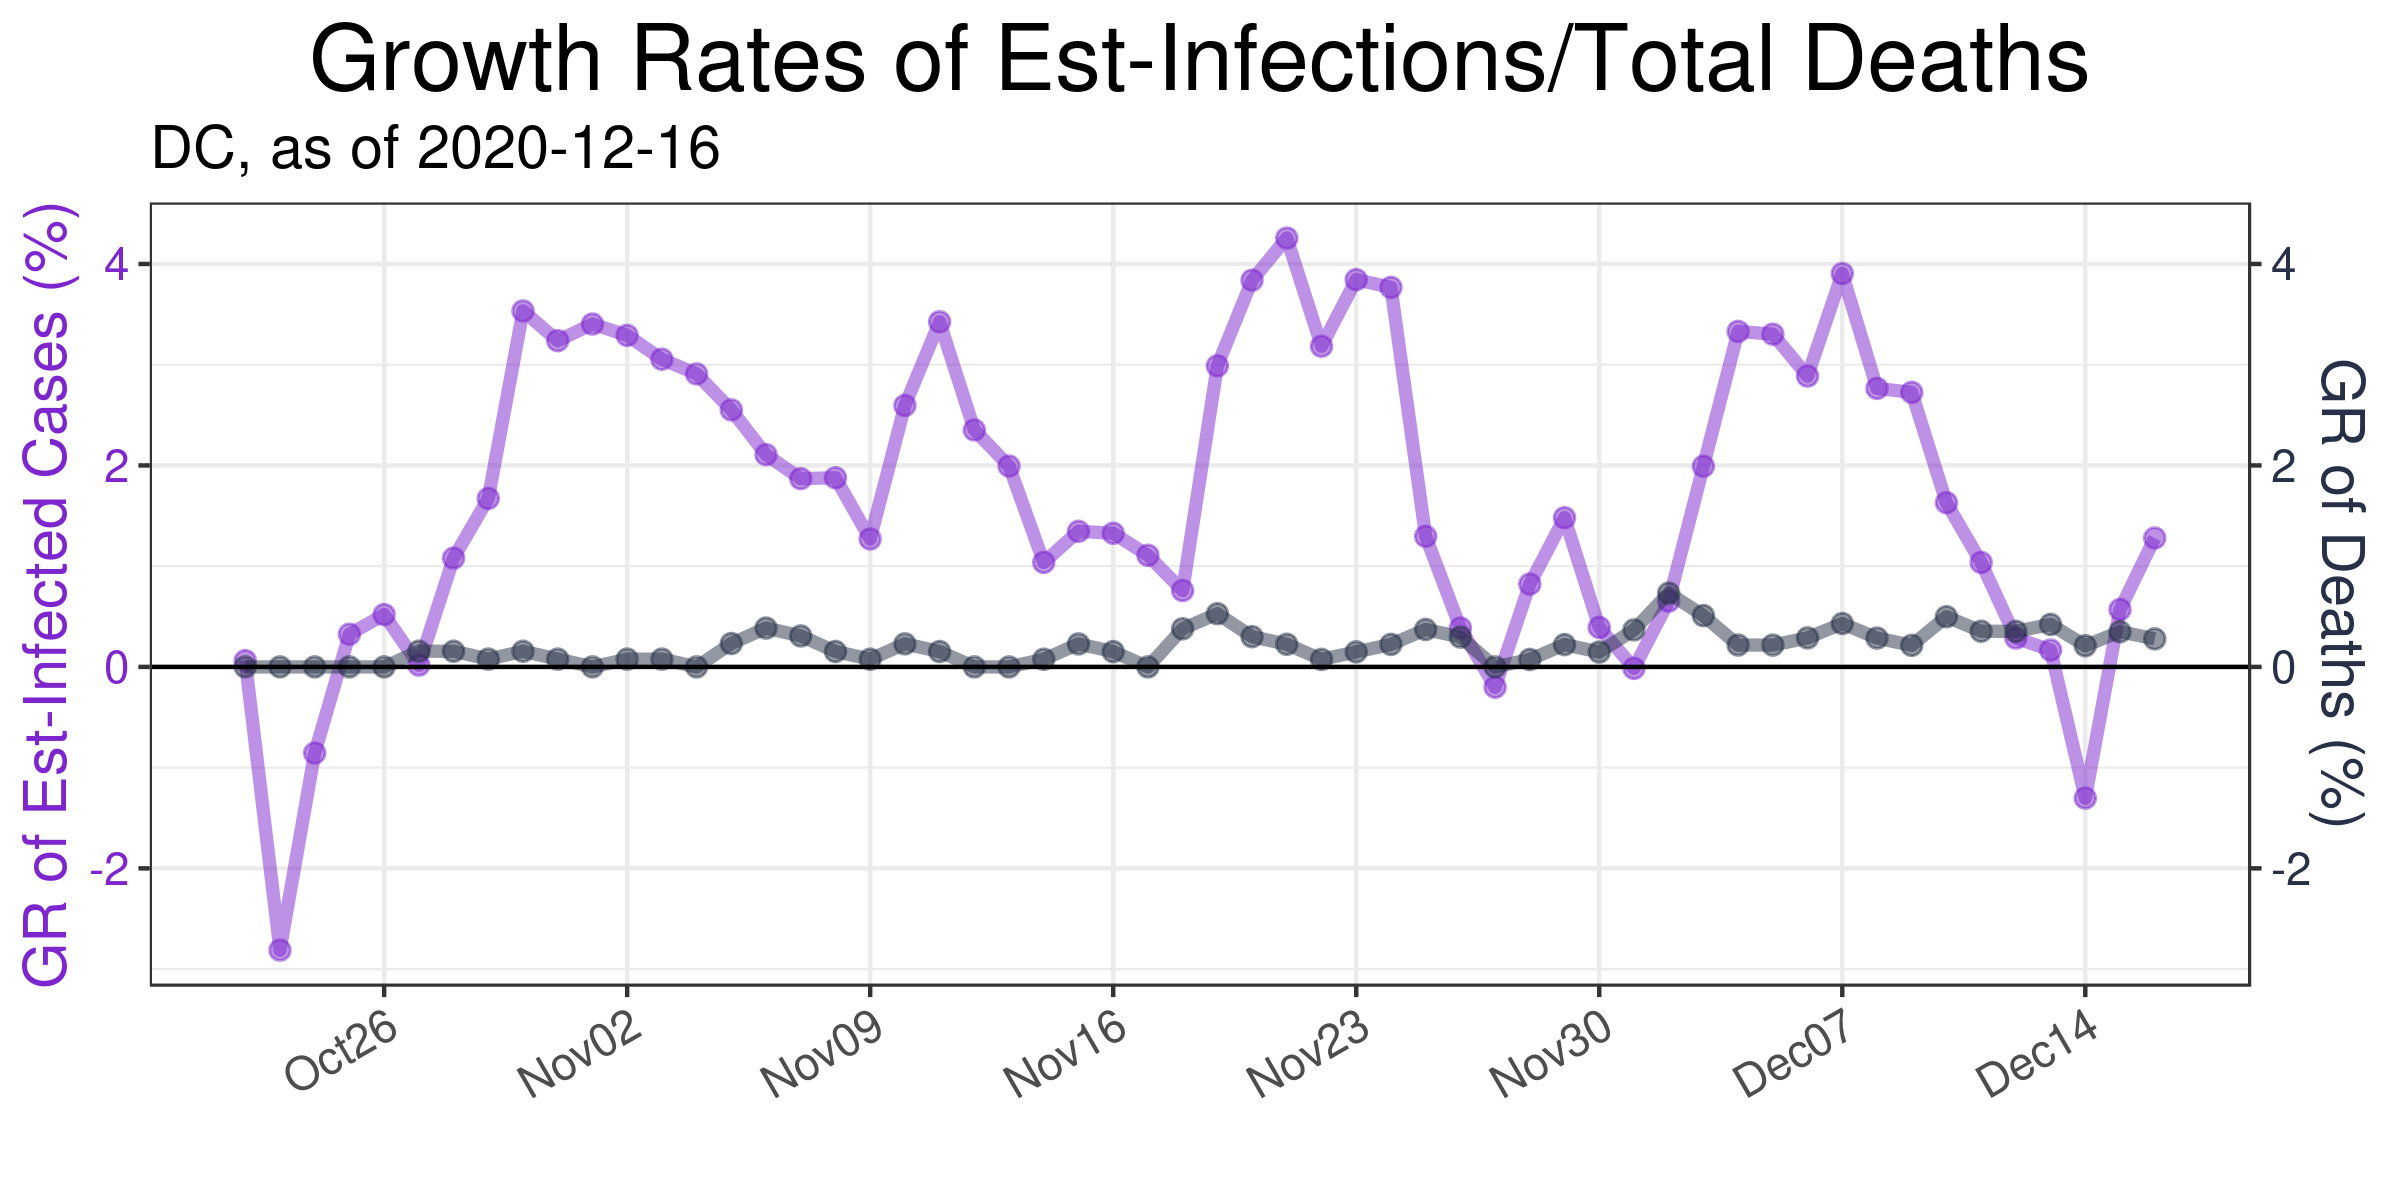 Growth Rates of Est-Infections/Total Deaths
DC, as of 2020-12-16
GR of Est-Infected Cases (%)
4
2
0
-2
4
2
0
-2
GR of Deaths (%)
Oct26
Nov02
Nov09
Nov16
Nov23
Nov30
Dec07
Dec14